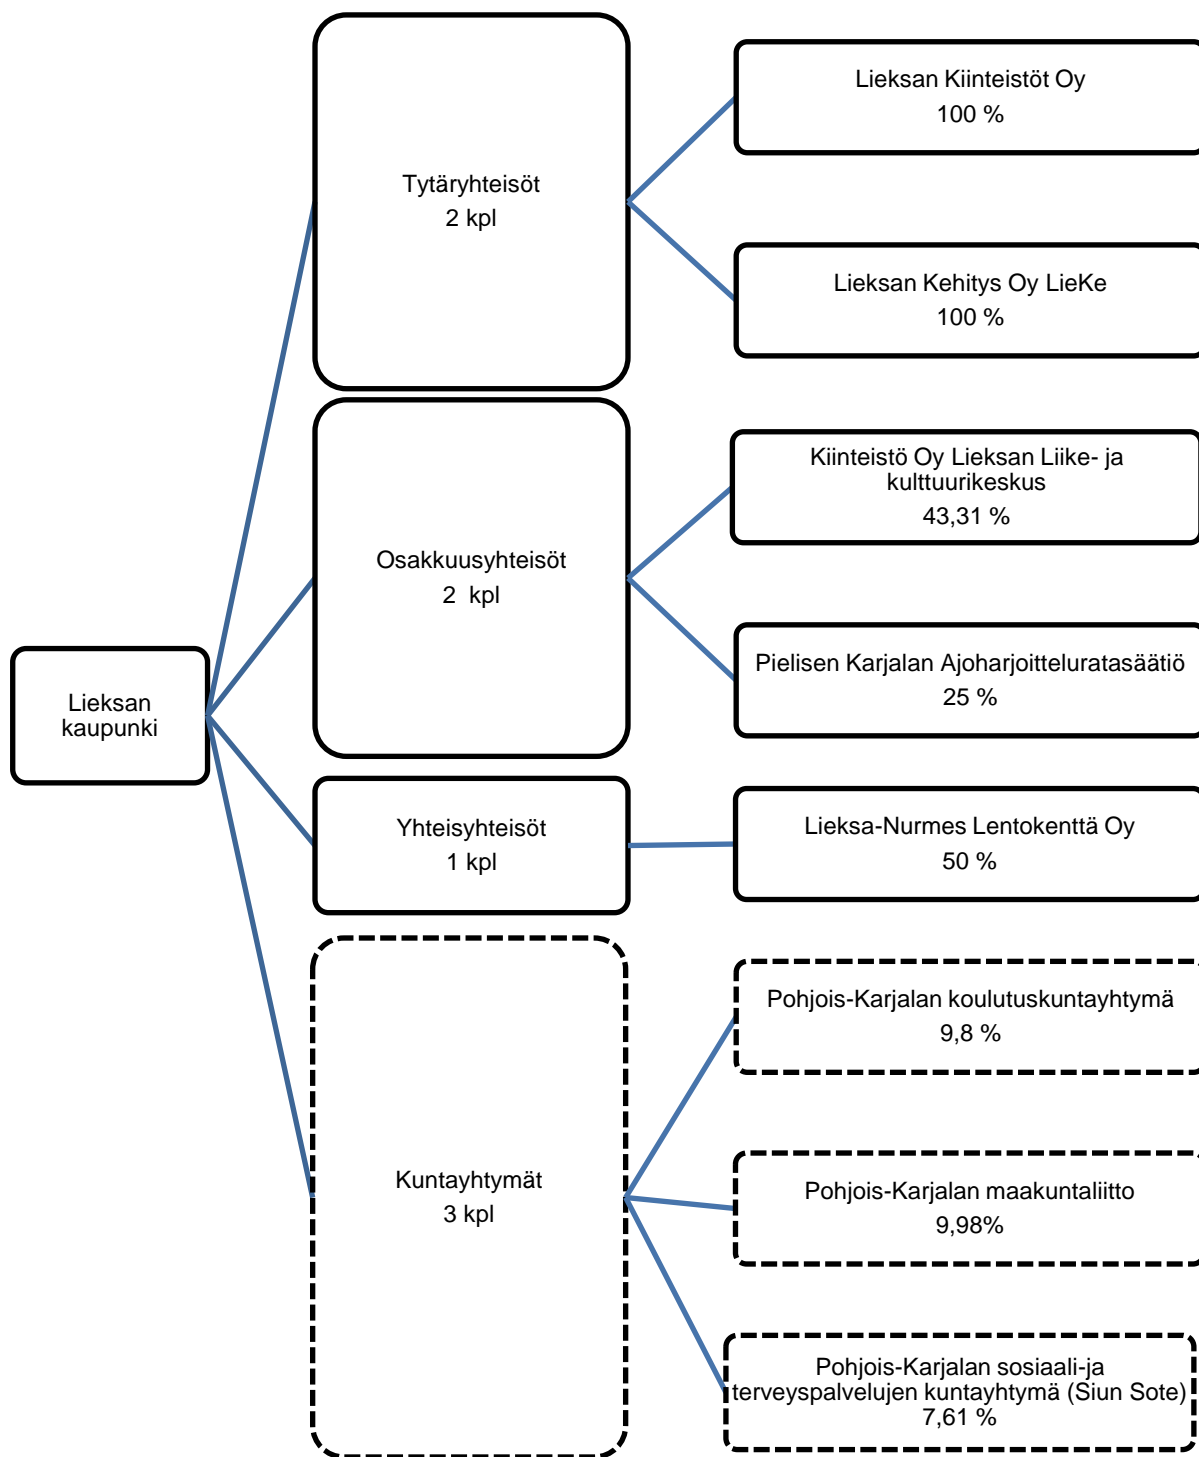 Lieksan
kaupunki
Tytäryhteisöt
2 kpl
Lieksan Kiinteistöt Oy
100 %
Lieksan Kehitys Oy LieKe
100 %
Osakkuusyhteisöt
2 kpl
Kiinteistö Oy Lieksan Liike- ja
kulttuurikeskus
43,31 %
Pielisen Karjalan Ajoharjoitteluratasäätiö
25 %
Yhteisyhteisöt
1 kpl
Lieksa-Nurmes Lentokenttä Oy
50 %
Kuntayhtymät
3 kpl
Pohjois-Karjalan koulutuskuntayhtymä
9,8 %
Pohjois-Karjalan maakuntaliitto
9,98%
Pohjois-Karjalan sosiaali-ja
terveyspalvelujen kuntayhtymä (Siun Sote)
7,61 %